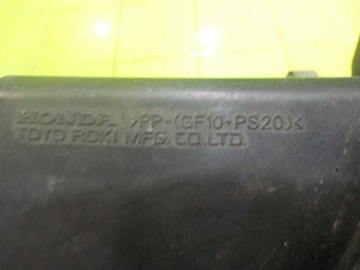 HONDA >PP-(GF10+PS20)<
TOYO ROKI MFG. CO.,LTD.